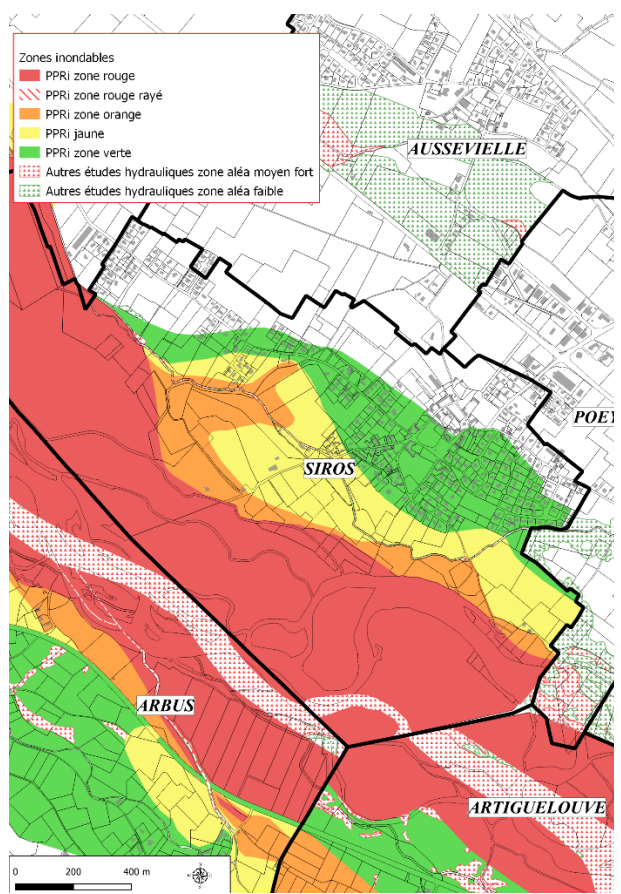 Zones inondables
PPRi zone rouge
PPRi zone rouge rayé
PPRi zone orange
PPRi jaune
PPRi zone verte
Autres études hydrauliques zone aléa moyen fort
Autres études hydrauliques zone aléa faible
AUSSEVIELLE
POEY
SIROS
ARBUS
ARTIGUELOUVE
0 200 400 m